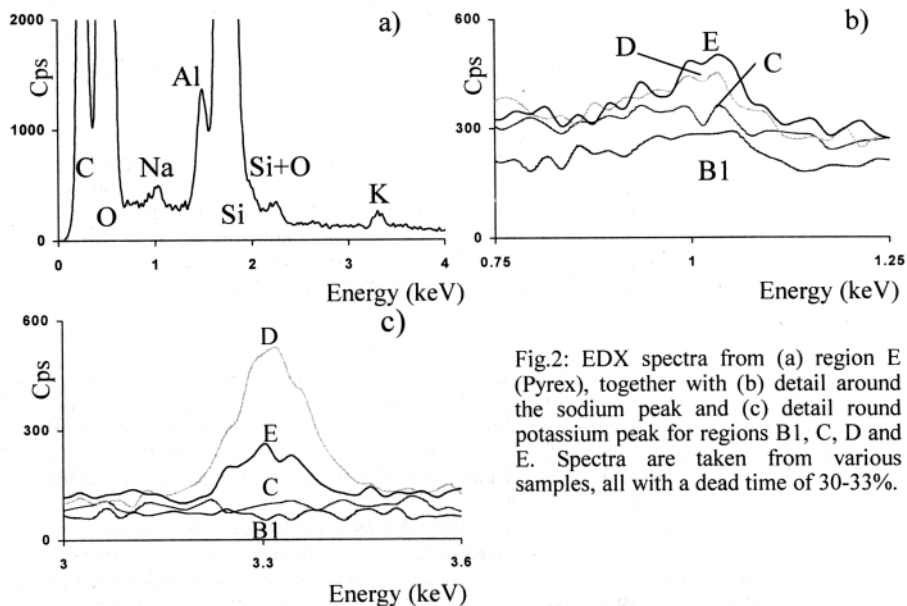 2000
a)
Cps
Al
1000
C
Na
Si+O
K
O
Si
0
0
1
2
3
4
Energy (keV)
600
b)
D
E
C
Cps
300
B1
0
0.75
1
1.25
Energy (keV)
600
c)
D
Cps
300
E
C
B1
0
3
3.3
3.6
Energy (keV)
Fig.2: EDX spectra from (a) region E
(Pyrex), together with (b) detail around
the sodium peak and (c) detail round
potassium peak for regions B1, C, D and
E. Spectra are taken from various
samples, all with a dead time of 30-33%.